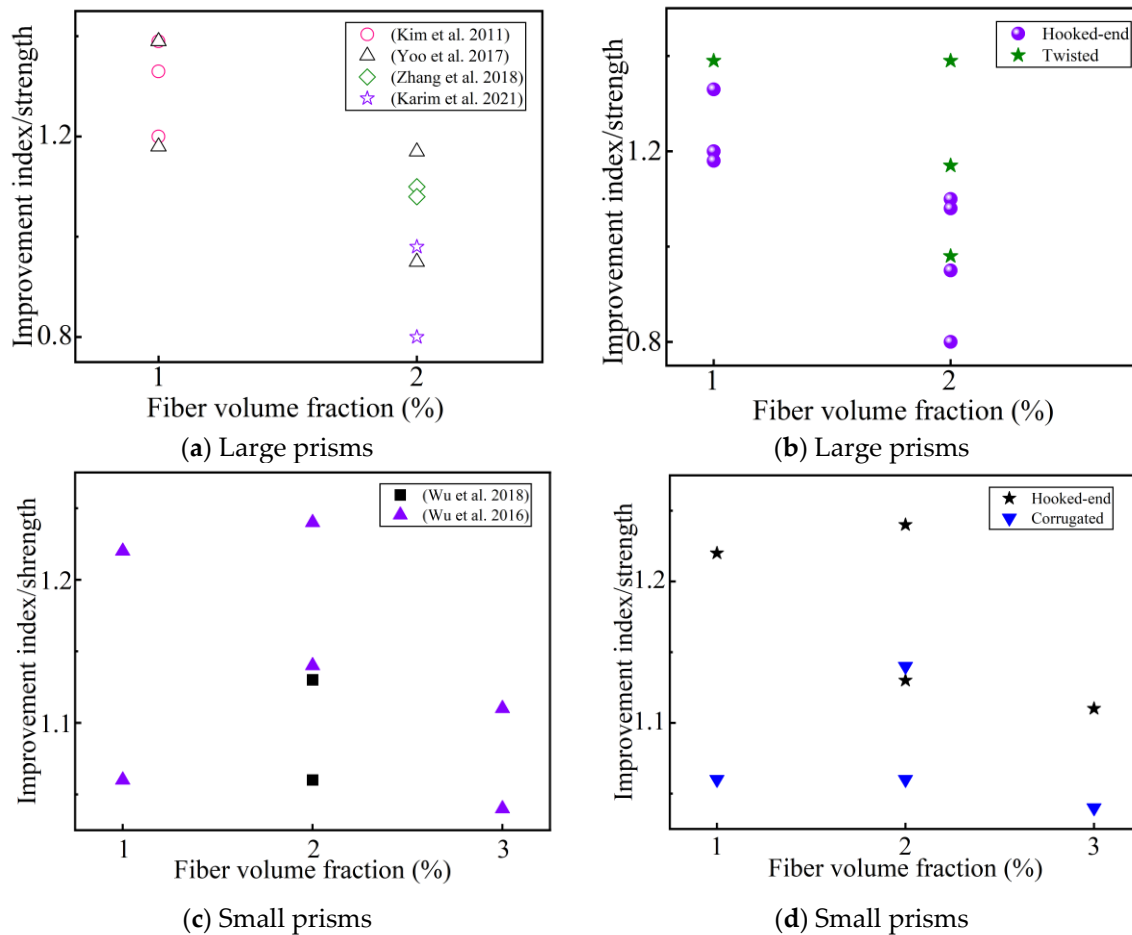 Improvement index/strength
1.2
0.8
(Kim et al. 2011)
(Yoo et al. 2017)
(Zhang et al. 2018)
(Karim et al. 2021)
1
2
Fiber volume fraction (%)
(a) Large prisms
Improvement index/strength
1.2
0.8
Hooked-end
Twisted
1
2
Fiber volume fraction (%)
(b) Large prisms
Improvement index/shrength
1.2
1.1
(Wu et al. 2018)
(Wu et al. 2016)
1
2
3
Fiber volume fraction (%)
(c) Small prisms
Improvement index/strength
1.2
1.1
Hooked-end
Corrugated
1
2
3
Fiber volume fraction (%)
(d) Small prisms